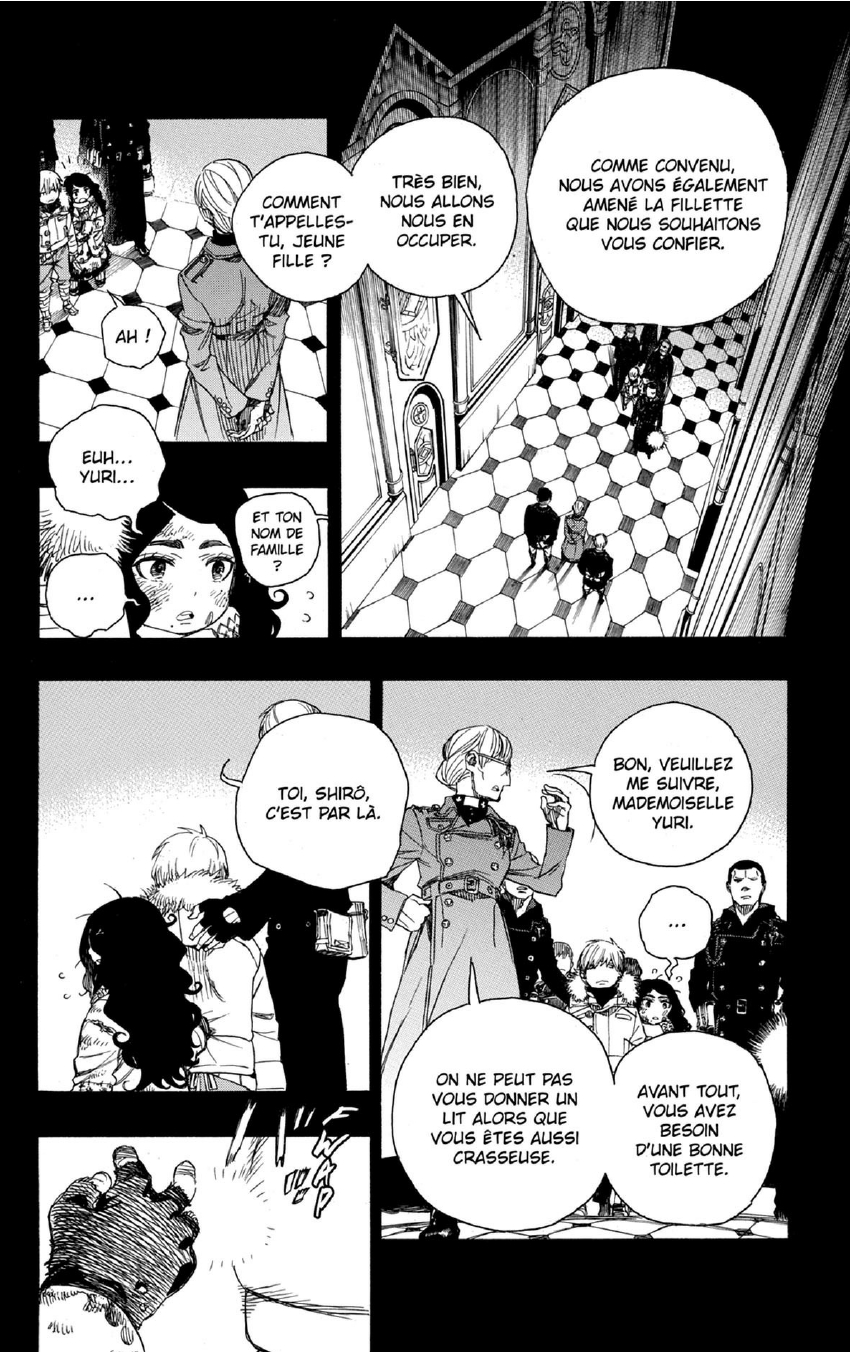 COMME CONVENU,
NOUS AVONS ÉGALEMENT
AMENÉ LA FILLETTE
QUE NOUS SOUHAITONS
VOUS CONFIER.
TRÈS BIEN,
NOUS ALLONS
NOUS EN
OCCUPER.
COMMENT
T'APPELLES-
TU, JEUNE
FILLE ?
AH !
EUH...
YURI...
ET TON
NOM DE
FAMILLE
?
...
BON, VEUILLEZ
ME SUIVRE,
MADEMOISELLE
YURI.
...
AVANT TOUT,
VOUS AVEZ
BESOIN
D'UNE BONNE
TOILETTE.
ON NE PEUT PAS
VOUS DONNER UN
LIT ALORS QUE
VOUS ÊTES AUSSI
CRASSEUSE.
TOI, SHIRÔ,
C'EST PAR LÀ.
FWAP